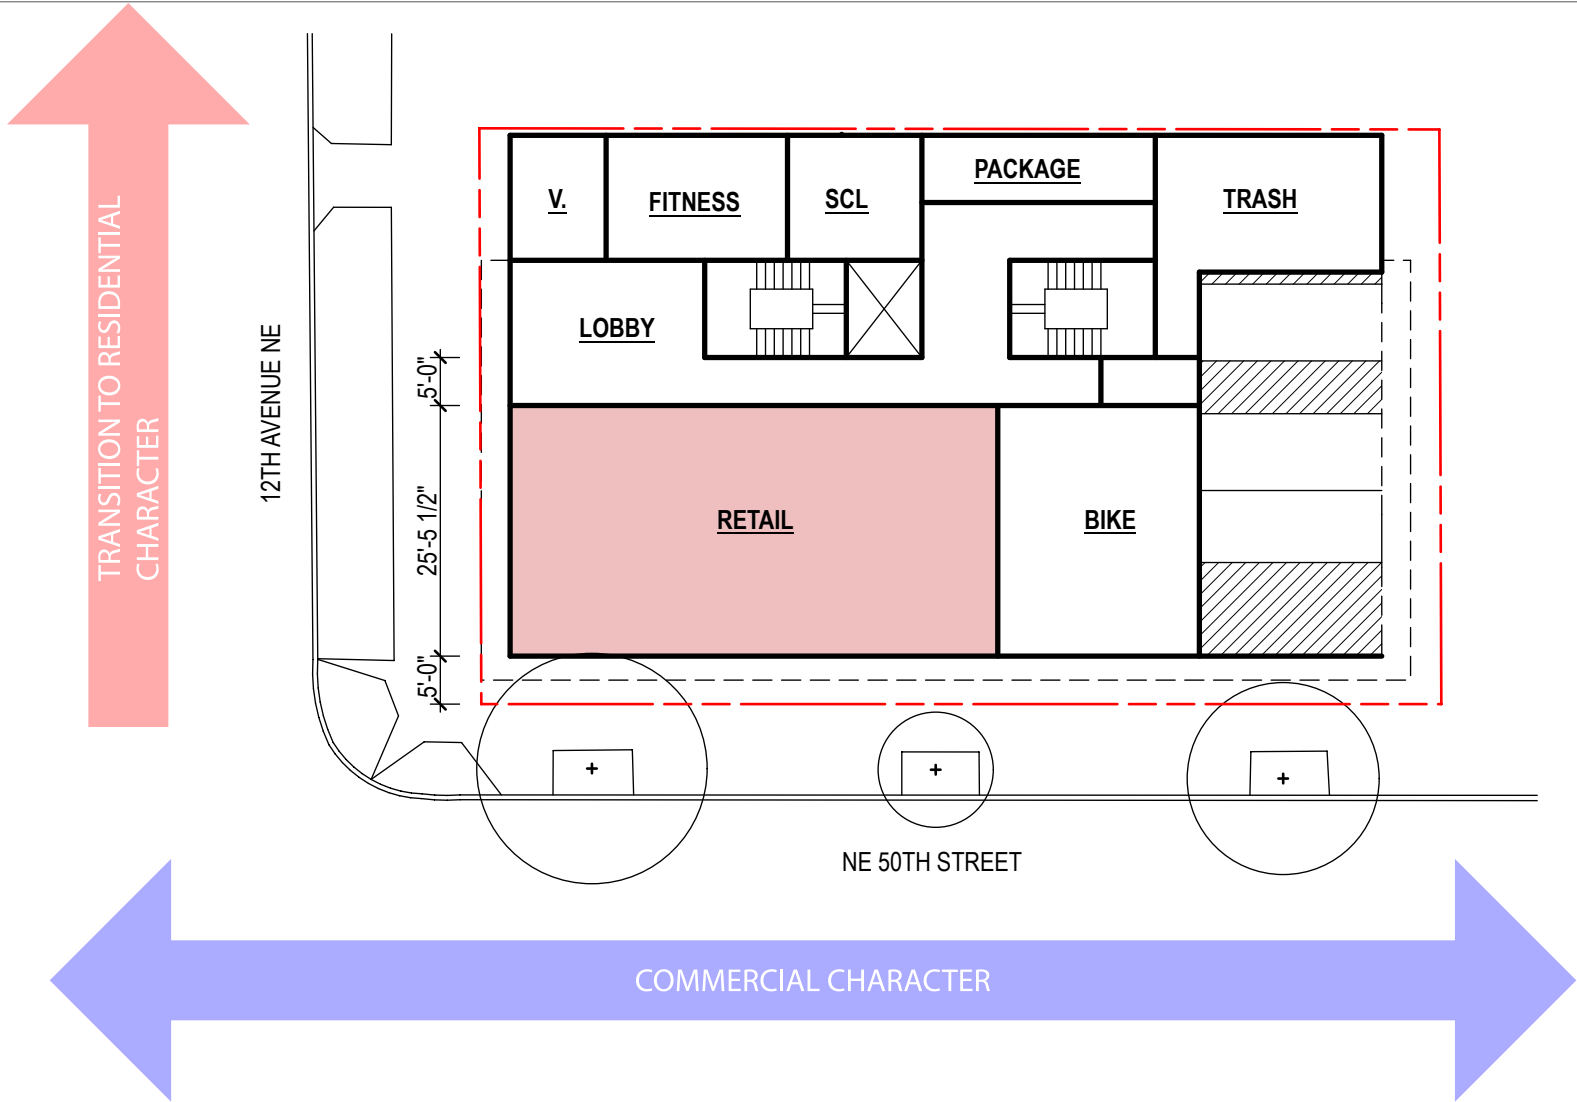 PACKAGE
V.
FITNESS
SCL
TRASH
TRANSITION TO RESIDENTIAL
CHARACTER
12TH AVENUE NE
LOBBY
5'-0"
25'-5 1/2"
RETAIL
BIKE
5'-0"
NE 50TH STREET
COMMERCIAL CHARACTER